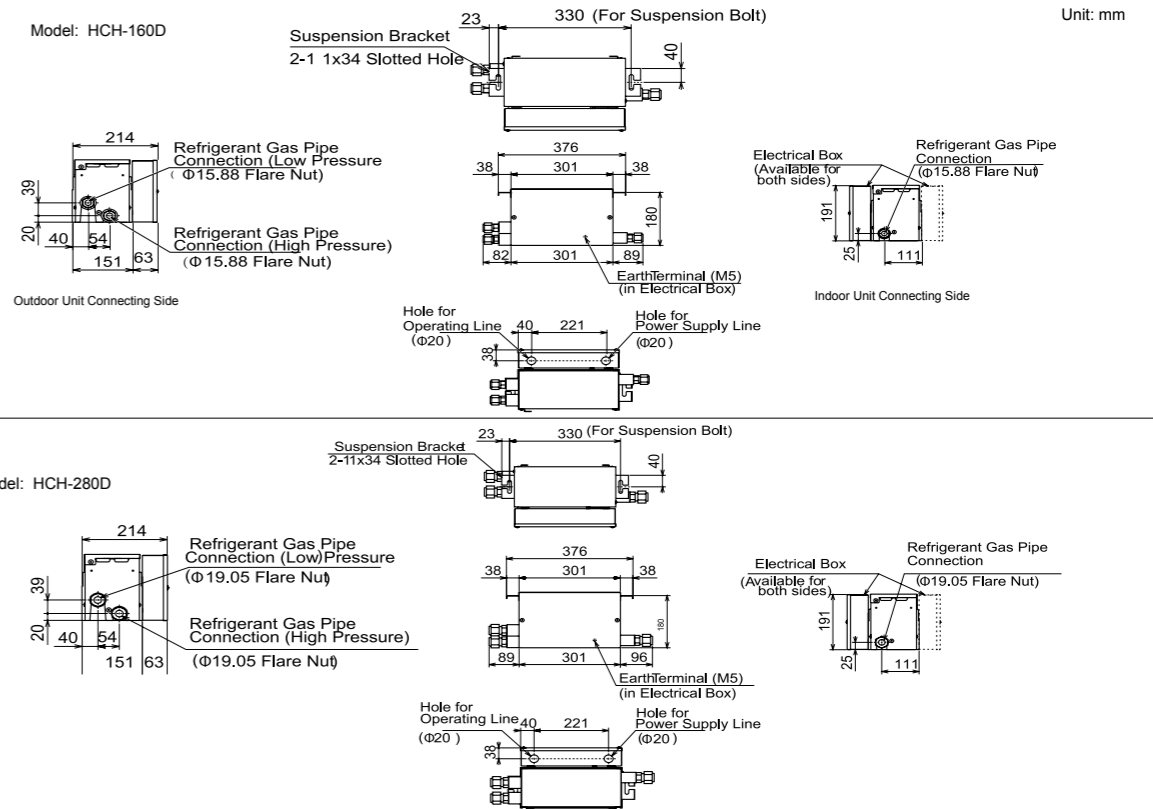 Model: HCH-160D
Unit: mm
23
330 (For Suspension Bolt)
Suspension Bracket
2-1 1x34 Slotted Hole
40
214
Refrigerant Gas Pipe
Connection (Low Pressure
( Φ15.88 Flare Nut)
39
20
40
54
151
63
Refrigerant Gas Pipe
Connection (High Pressure)
(Φ15.88 Flare Nut)
Outdoor Unit Connecting Side
376
38
301
38
180
82
301
89
EarthTerminal (M5)
(in Electrical Box)
Electrical Box
(Available for
both sides)
Refrigerant Gas Pipe
Connection
(Φ15.88 Flare Nut)
191
25
111
Indoor Unit Connecting Side
Hole for
Operating Line
(Φ20)
40
221
Hole for
Power Supply Line
(Φ20)
38
del: HCH-280D
23
330 (For Suspension Bolt)
Suspension Bracket
2-11x34 Slotted Hole
40
214
Refrigerant Gas Pipe
Connection (Low)Pressure
(Φ19.05 Flare Nut)
39
20
40
54
151
63
Refrigerant Gas Pipe
Connection (High Pressure)
(Φ19.05 Flare Nut)
376
38
301
38
180
89
301
96
EarthTerminal (M5)
(in Electrical Box)
Electrical Box
(Available for
both sides)
Refrigerant Gas Pipe
Connection
(Φ19.05 Flare Nut)
191
25
111
Hole for
Operating Line
(Φ20 )
40
221
Hole for
Power Supply Line
(Φ20)
38